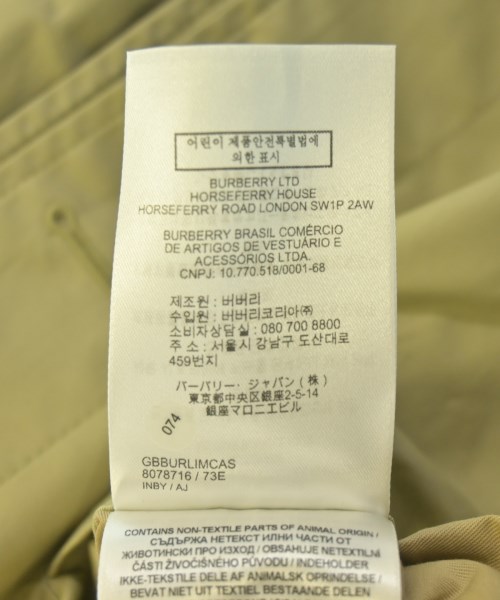 어린이 제품안전특별법에
의한 표시
BURBERRY LTD
HORSEFERRY HOUSE
HORSEFERRY ROAD LONDON SW1P 2AW
BURBERRY BRASIL COMÉRCIO
DE ARTIGOS DE VESTUÁRIO E
ACESSÓRIOS LTDA.
CNPJ: 10.770.518/0001-68
제조원 : 버버리
수입원 : 버버리코리아㈜
소비자상담실 : 080 700 8800
주 소 : 서울시 강남구 도산대로
459번지
バーバリー・ジャパン（株）
東京都中央区銀座2-5-14
銀座マロニエビル
074
GBBURLIMCAS
8078716 / 73E
INBY / AJ
CONTAINS NON-TEXTILE PARTS OF ANIMAL ORIGIN /
СЪДЪРЖА НЕТЕКСТ ИЛНИ ЧАСТИ ОТ
ЖИВОТИНСКИ ПРО ИЗХОД / OBSAHUJE NETEXTILNÍ
ČÁSTI ŽIVOČIŠNÉHO PŮVODU / INDEHOLDER
IKKE-TEKSTILE DELE AF ANIMALSK OPRINDELSE /
BEVAT NIET UIT TEXTIEL BESTAANDE DELEN